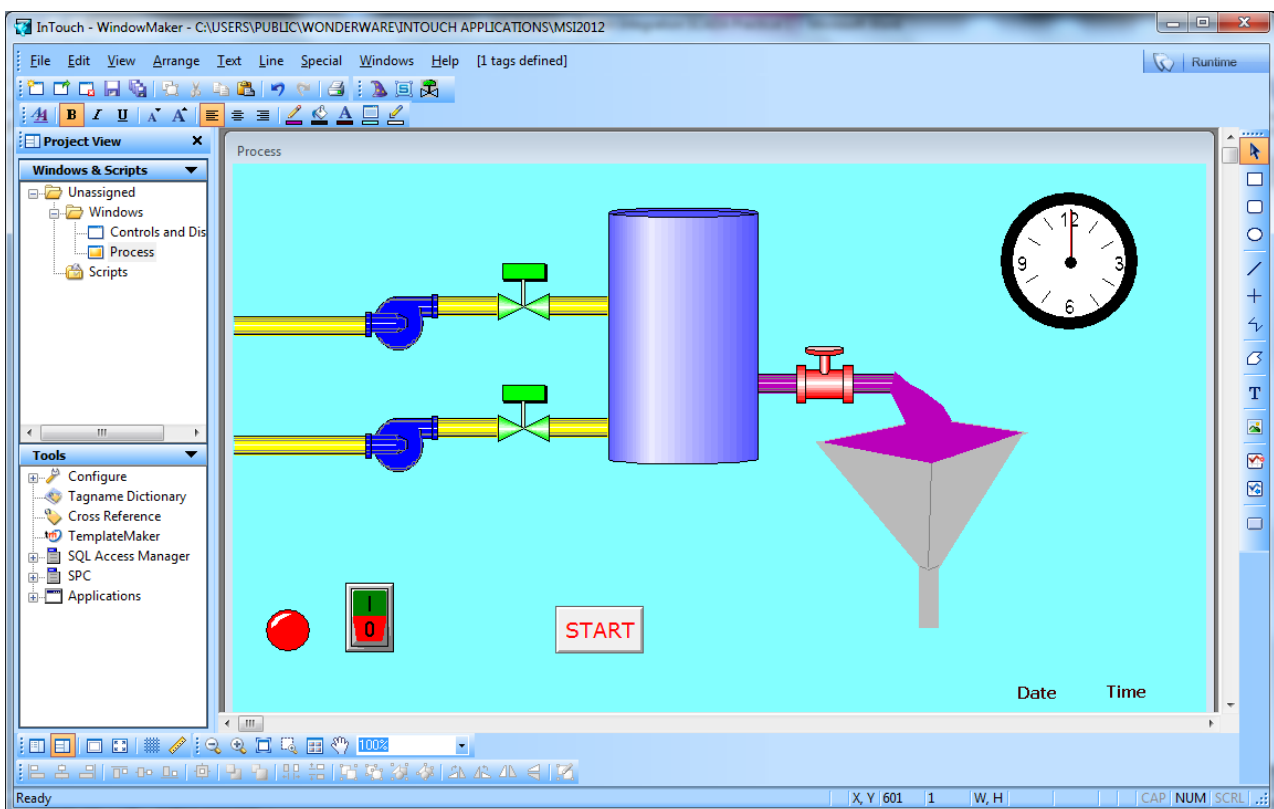 InTouch - WindowMaker - C:\USERS\PUBLIC\WONDERWARE\INTOUCH APPLICATIONS\MSI2012
File Edit View Arrange Text Line Special Windows Help [1 tags defined]
Runtime
B I U A A A
Project View
Windows & Scripts
Unassigned
Windows
Controls and Dis
Process
Scripts
Tools
Configure
Tagname Dictionary
Cross Reference
TemplateMaker
SQL Access Manager
SPC
Applications
Process
12
9 3
6
I
0
START
Date Time
T
100%
Ready X, Y 601 1 W, H CAP NUM SCRL